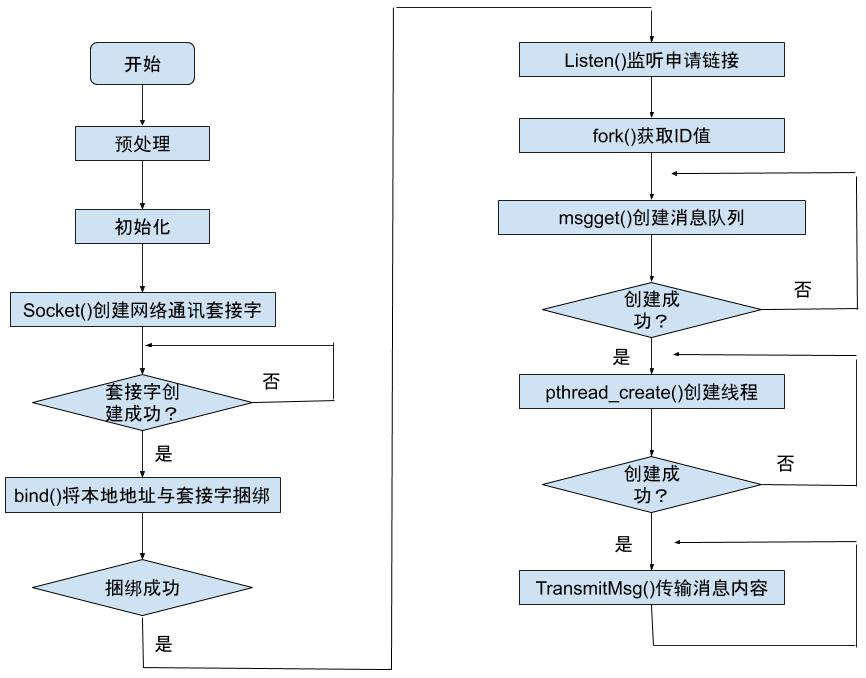 开始
预处理
初始化
Socket()创建网络通讯套接字
套接字创
建成功？
否
是
bind()将本地地址与套接字捆绑
捆绑成功
是
Listen()监听申请链接
fork()获取ID值
msgget()创建消息队列
创建成
功？
否
是
pthread_create()创建线程
创建成
功？
否
是
TransmitMsg()传输消息内容